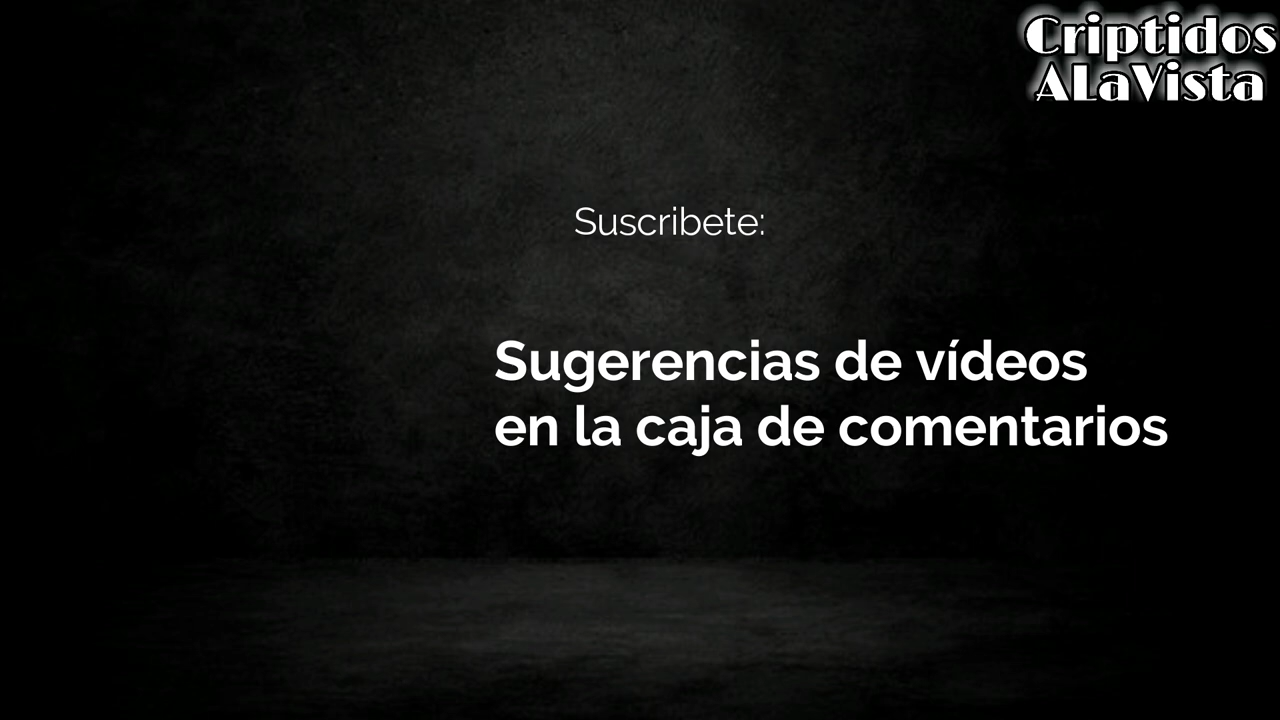 Criptidos
ALaVista
Suscribete:
Sugerencias de vídeos
en la caja de comentarios